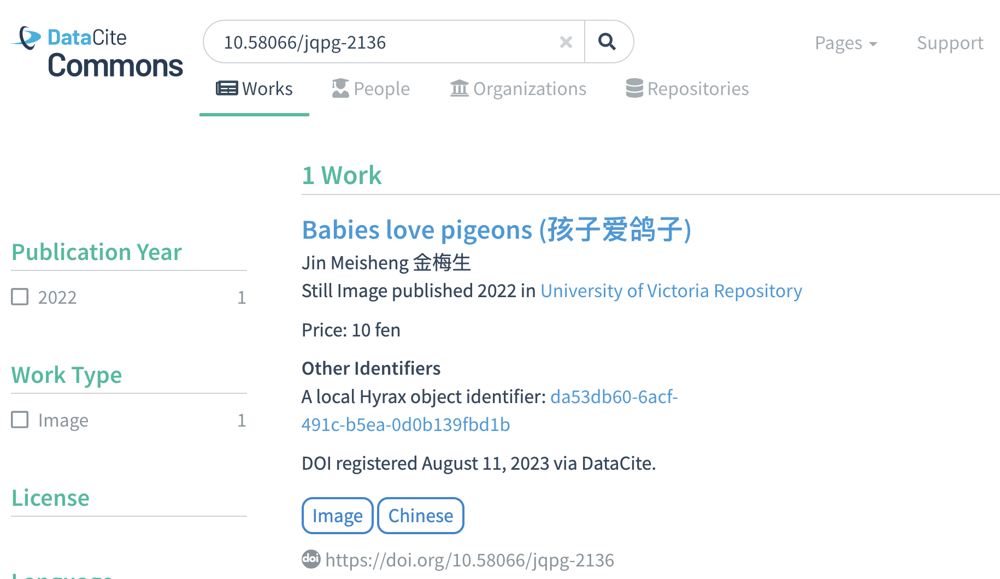 DataCite
Commons
10.58066/jqpg-2136
Pages
Support
Works
People
Organizations
Repositories
1 Work
Babies love pigeons (孩子爱鸽子)
Jin Meisheng 金梅生
Still Image published 2022 in University of Victoria Repository
Price: 10 fen
Other Identifiers
A local Hyrax object identifier: da53db60-6acf-
491c-b5ea-0d0b139fbd1b
DOI registered August 11, 2023 via DataCite.
Image
Chinese
doi https://doi.org/10.58066/jqpg-2136
Publication Year
2022 1
Work Type
Image 1
License
Language